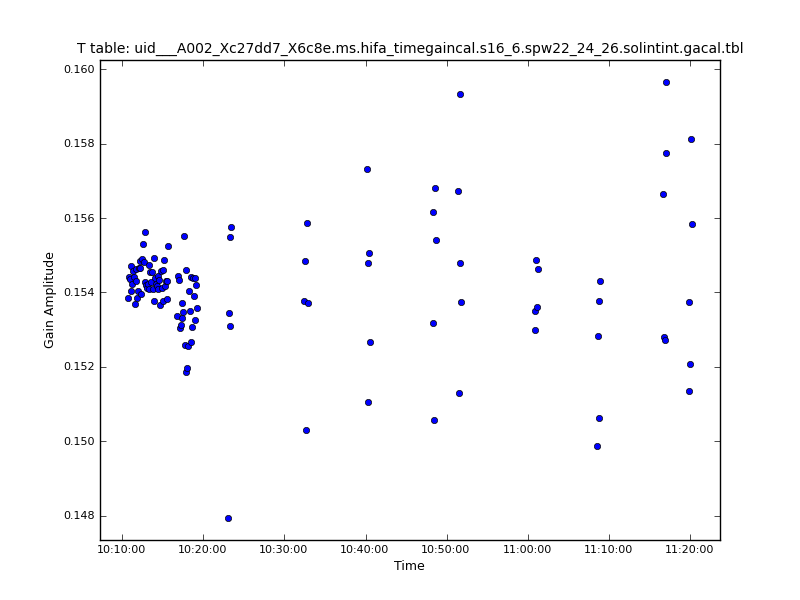 T table: uid___A002_Xc27dd7_X6c8e.ms.hifa_timegaincal.s16_6.spw22_24_26.solintint.gacal.tbl
Gain Amplitude
0.160
0.158
0.156
0.154
0.152
0.150
0.148
10:10:00 10:20:00 10:30:00 10:40:00 10:50:00 11:00:00 11:10:00 11:20:00
Time